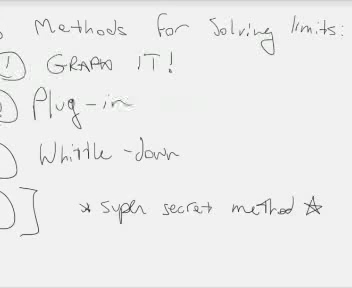 Methods for Solving limits:
① GRAPH IT!
② Plug-in
Whittle-down
] * super secret method ☆